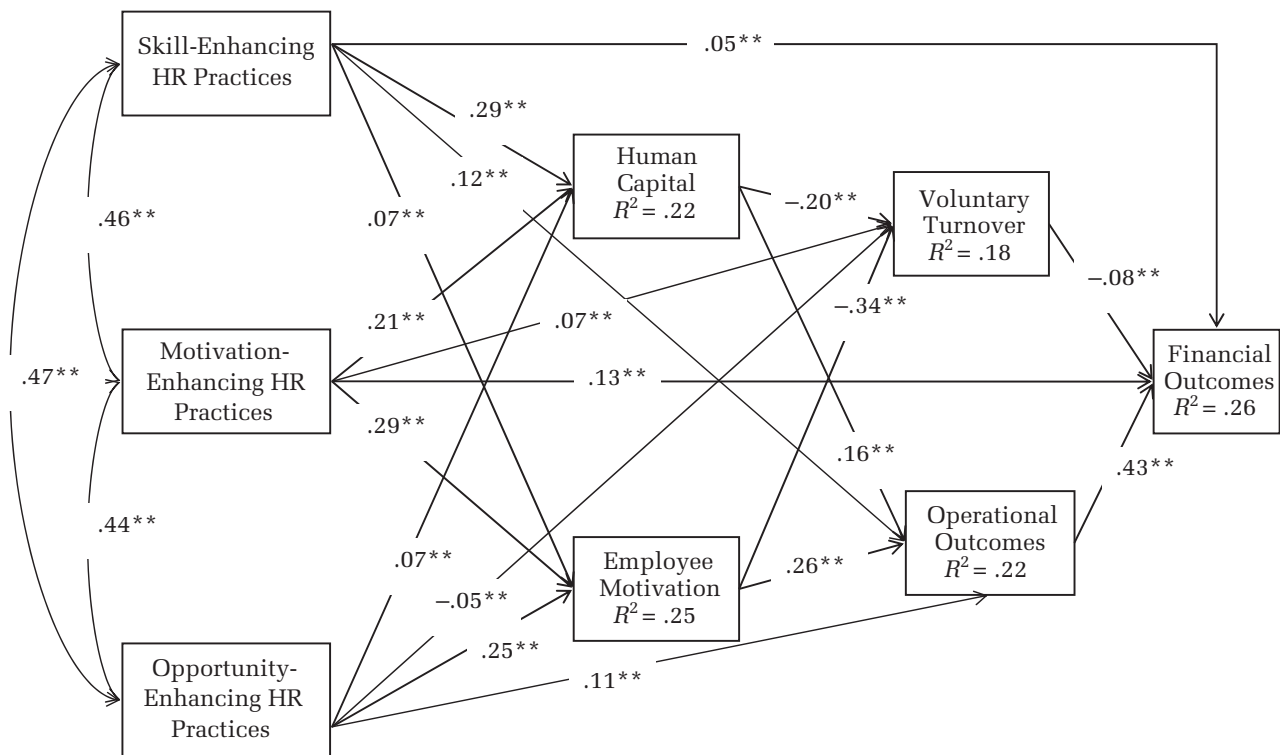 Skill-Enhancing
HR Practices
.05**
.29**
Human
Capital
R² = .22
.12**
-.20**
Voluntary
Turnover
R² = .18
.46**
.07**
-.08**
-.34**
.21**
.07**
Motivation-
Enhancing HR
Practices
.47**
.13**
Financial
Outcomes
R² = .26
.29**
.16**
.43**
.44**
Operational
Outcomes
R² = .22
.07**
Employee
Motivation
R² = .25
.26**
-.05**
.25**
.11**
Opportunity-
Enhancing HR
Practices